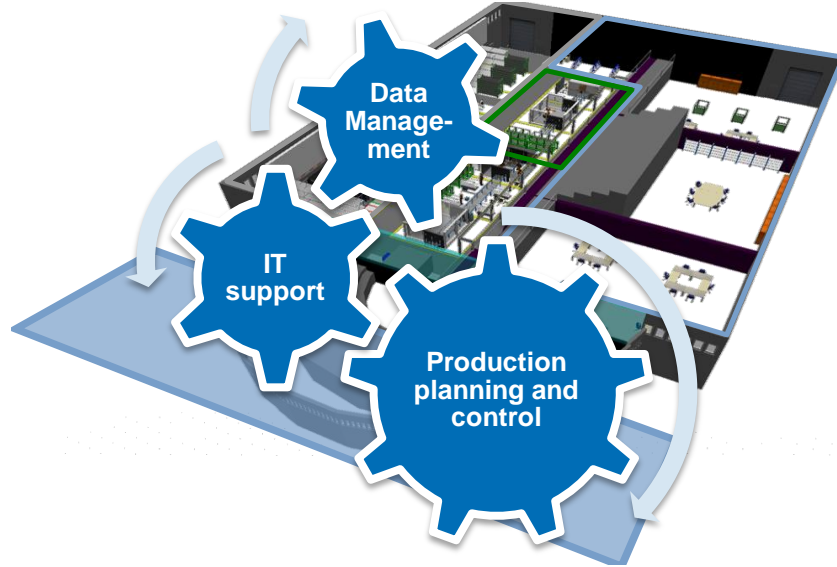 Data
Manage-
ment
IT
support
Production
planning and
control